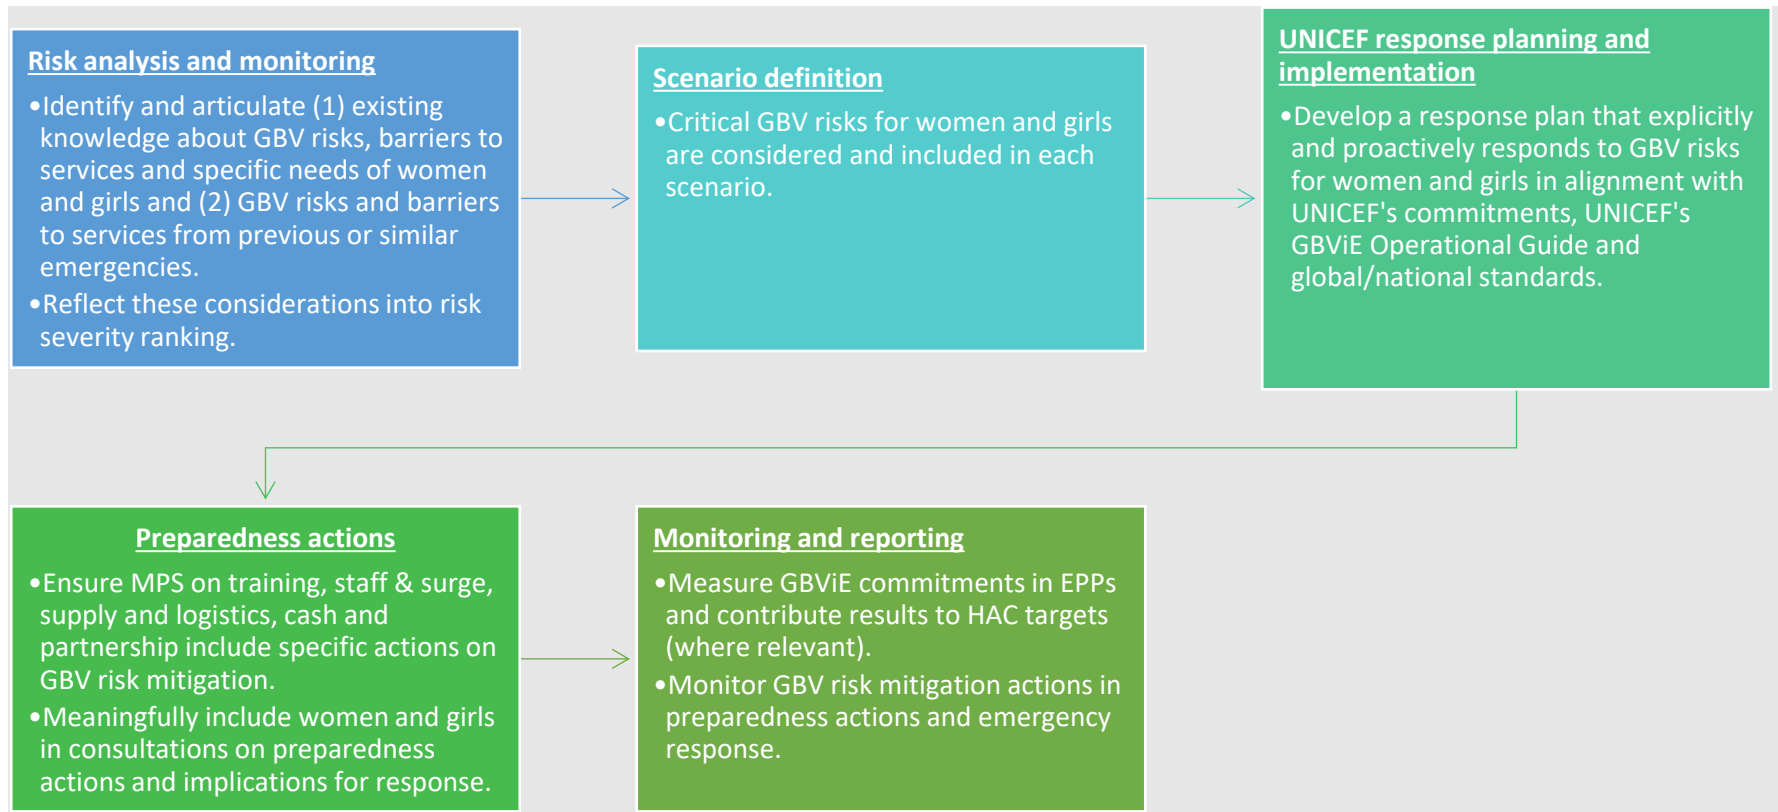 Risk analysis and monitoring
•Identify and articulate (1) existing
knowledge about GBV risks, barriers to
services and specific needs of women
and girls and (2) GBV risks and barriers
to services from previous or similar
emergencies.
•Reflect these considerations into risk
severity ranking.
Scenario definition
•Critical GBV risks for women and girls
are considered and included in each
scenario.
UNICEF response planning and
implementation
•Develop a response plan that explicitly
and proactively responds to GBV risks
for women and girls in alignment with
UNICEF's commitments, UNICEF's
GBViE Operational Guide and
global/national standards.
Preparedness actions
•Ensure MPS on training, staff & surge,
supply and logistics, cash and
partnership include specific actions on
GBV risk mitigation.
•Meaningfully include women and girls
in consultations on preparedness
actions and implications for response.
Monitoring and reporting
•Measure GBViE commitments in EPPs
and contribute results to HAC targets
(where relevant).
•Monitor GBV risk mitigation actions in
preparedness actions and emergency
response.